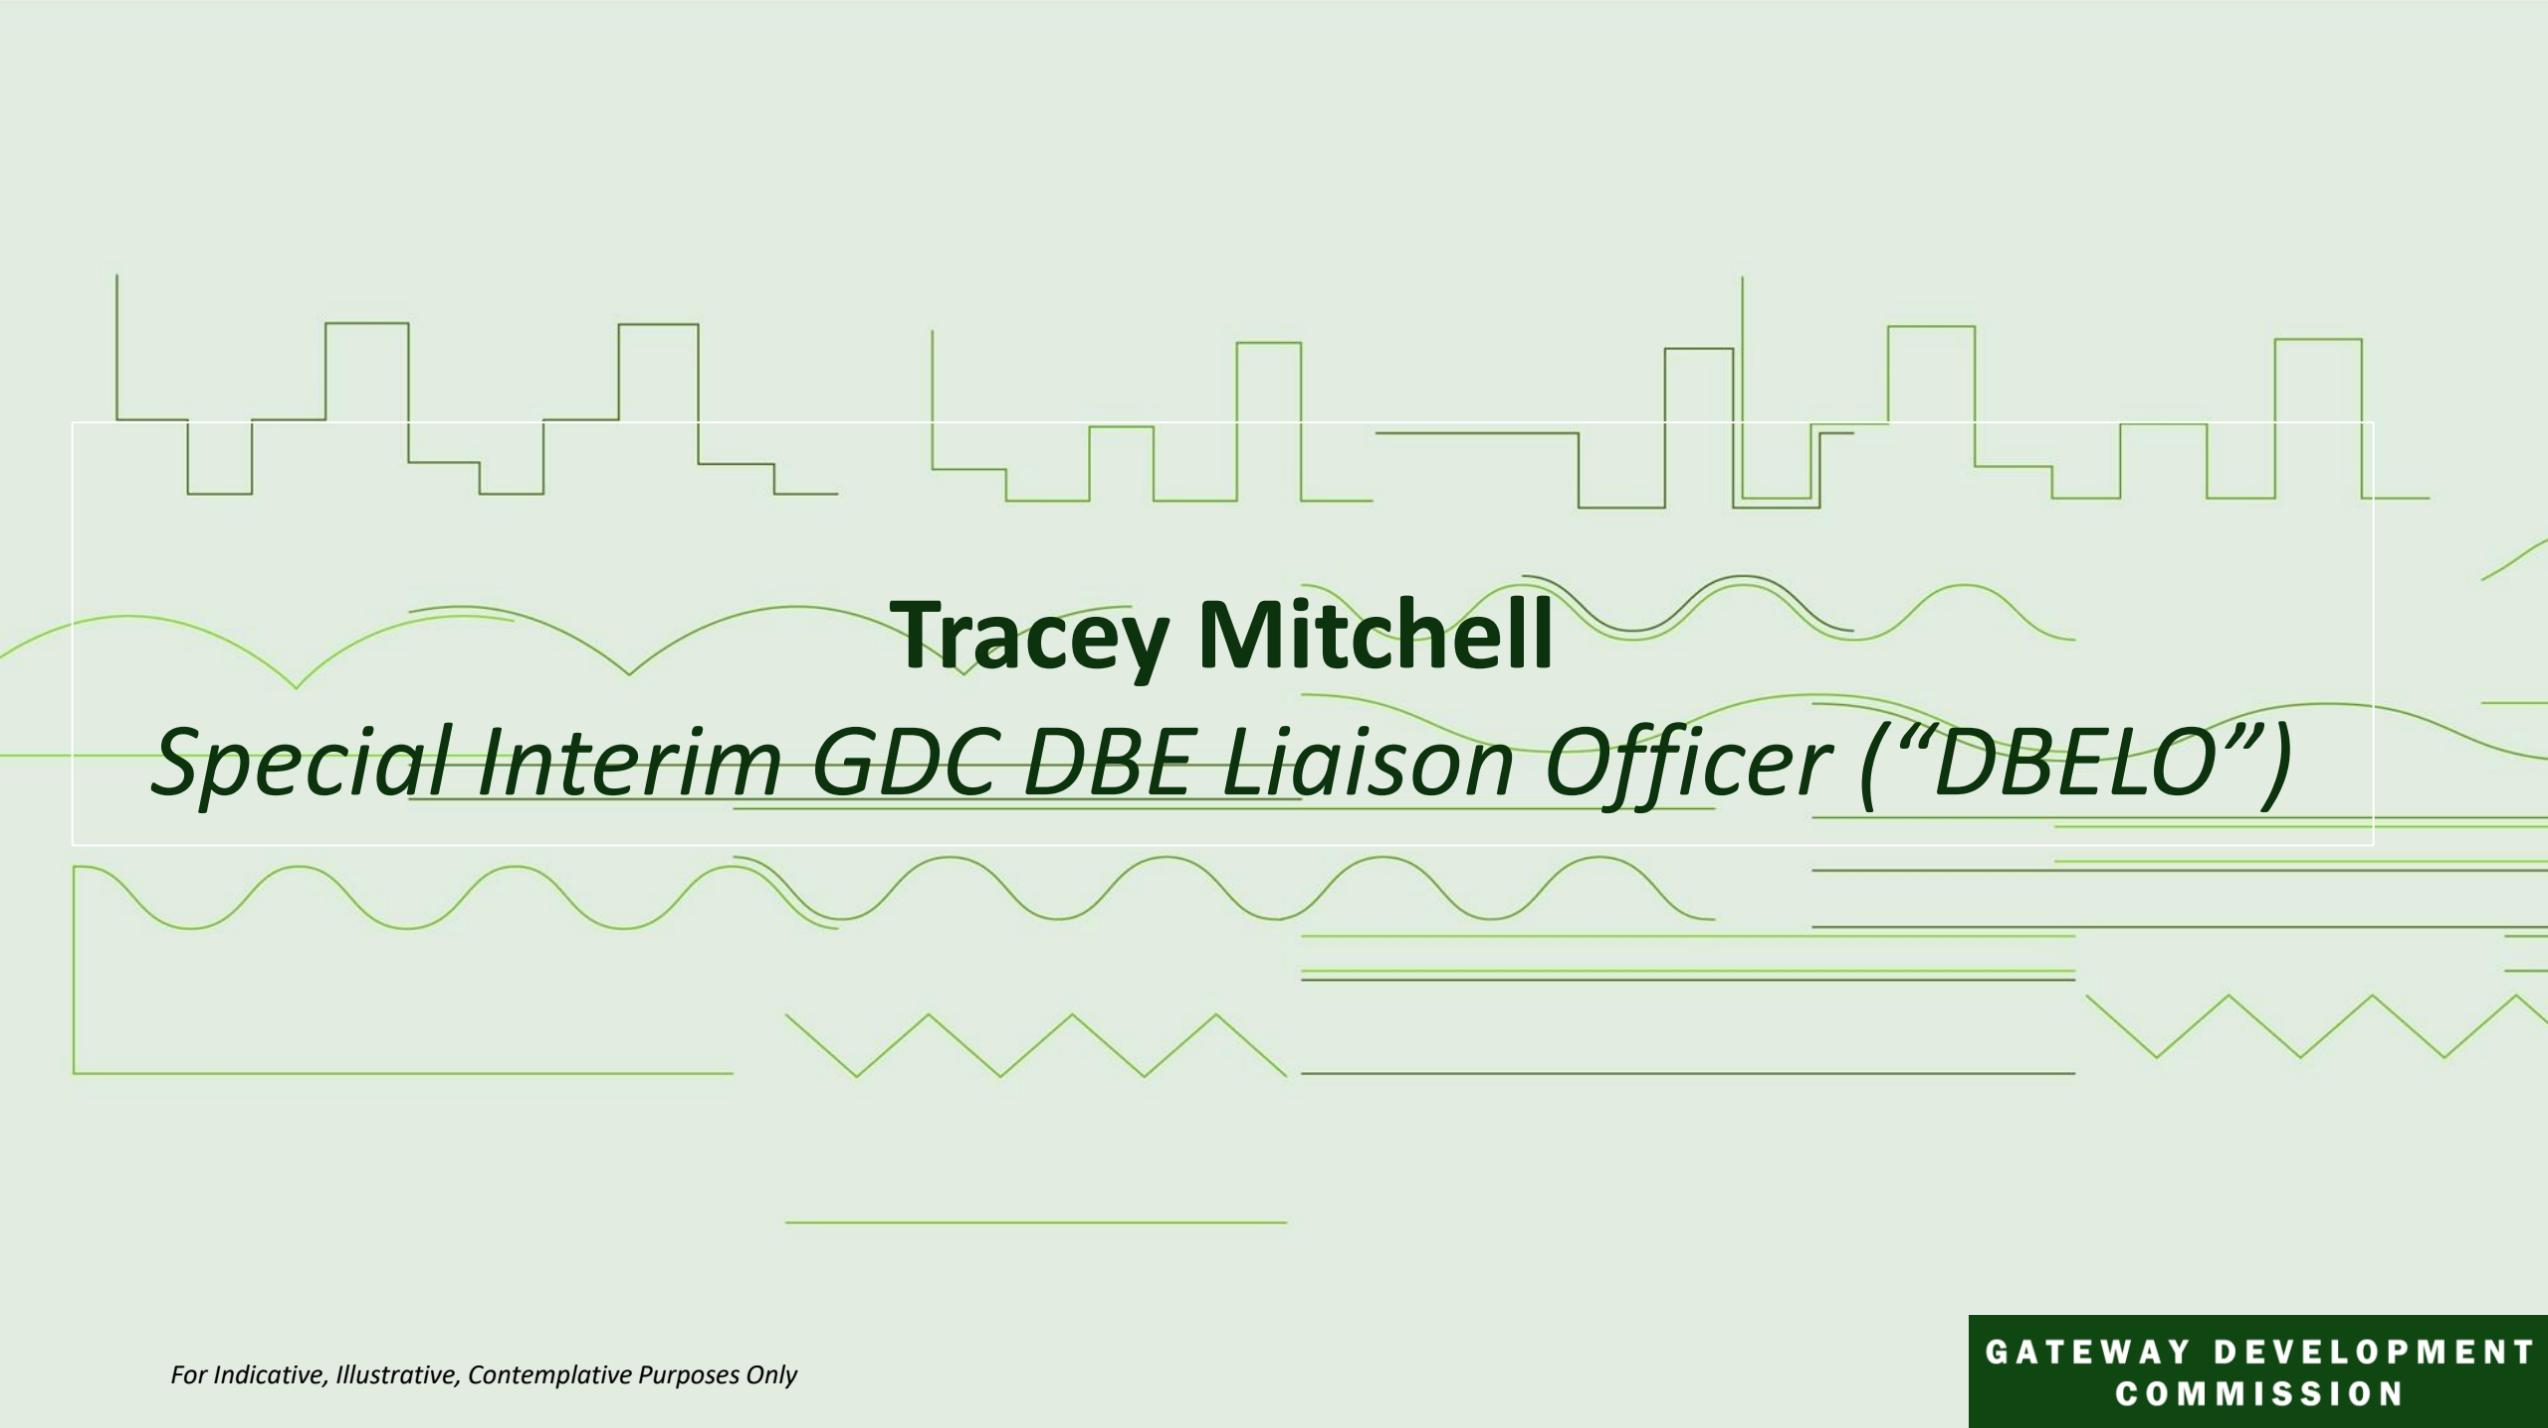 Tracey Mitchell
Special Interim GDC DBE Liaison Officer (“DBELO”)
For Indicative, Illustrative, Contemplative Purposes Only
GATEWAY DEVELOPMENT
COMMISSION